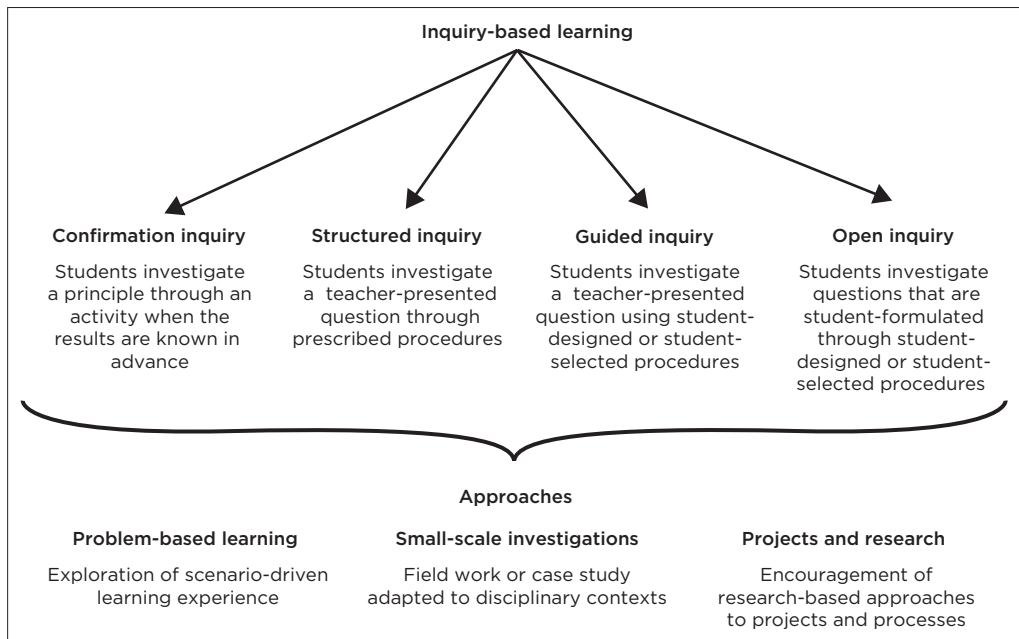 Inquiry-based learning
Confirmation inquiry
Students investigate
a principle through an
activity when the
results are known in
advance
Structured inquiry
Students investigate
a teacher-presented
question through
prescribed procedures
Guided inquiry
Students investigate
a teacher-presented
question using student-
designed or student-
selected procedures
Open inquiry
Students investigate
questions that are
student-formulated
through student-
designed or student-
selected procedures
Approaches
Problem-based learning
Exploration of scenario-driven
learning experience
Small-scale investigations
Field work or case study
adapted to disciplinary contexts
Projects and research
Encouragement of
research-based approaches
to projects and processes